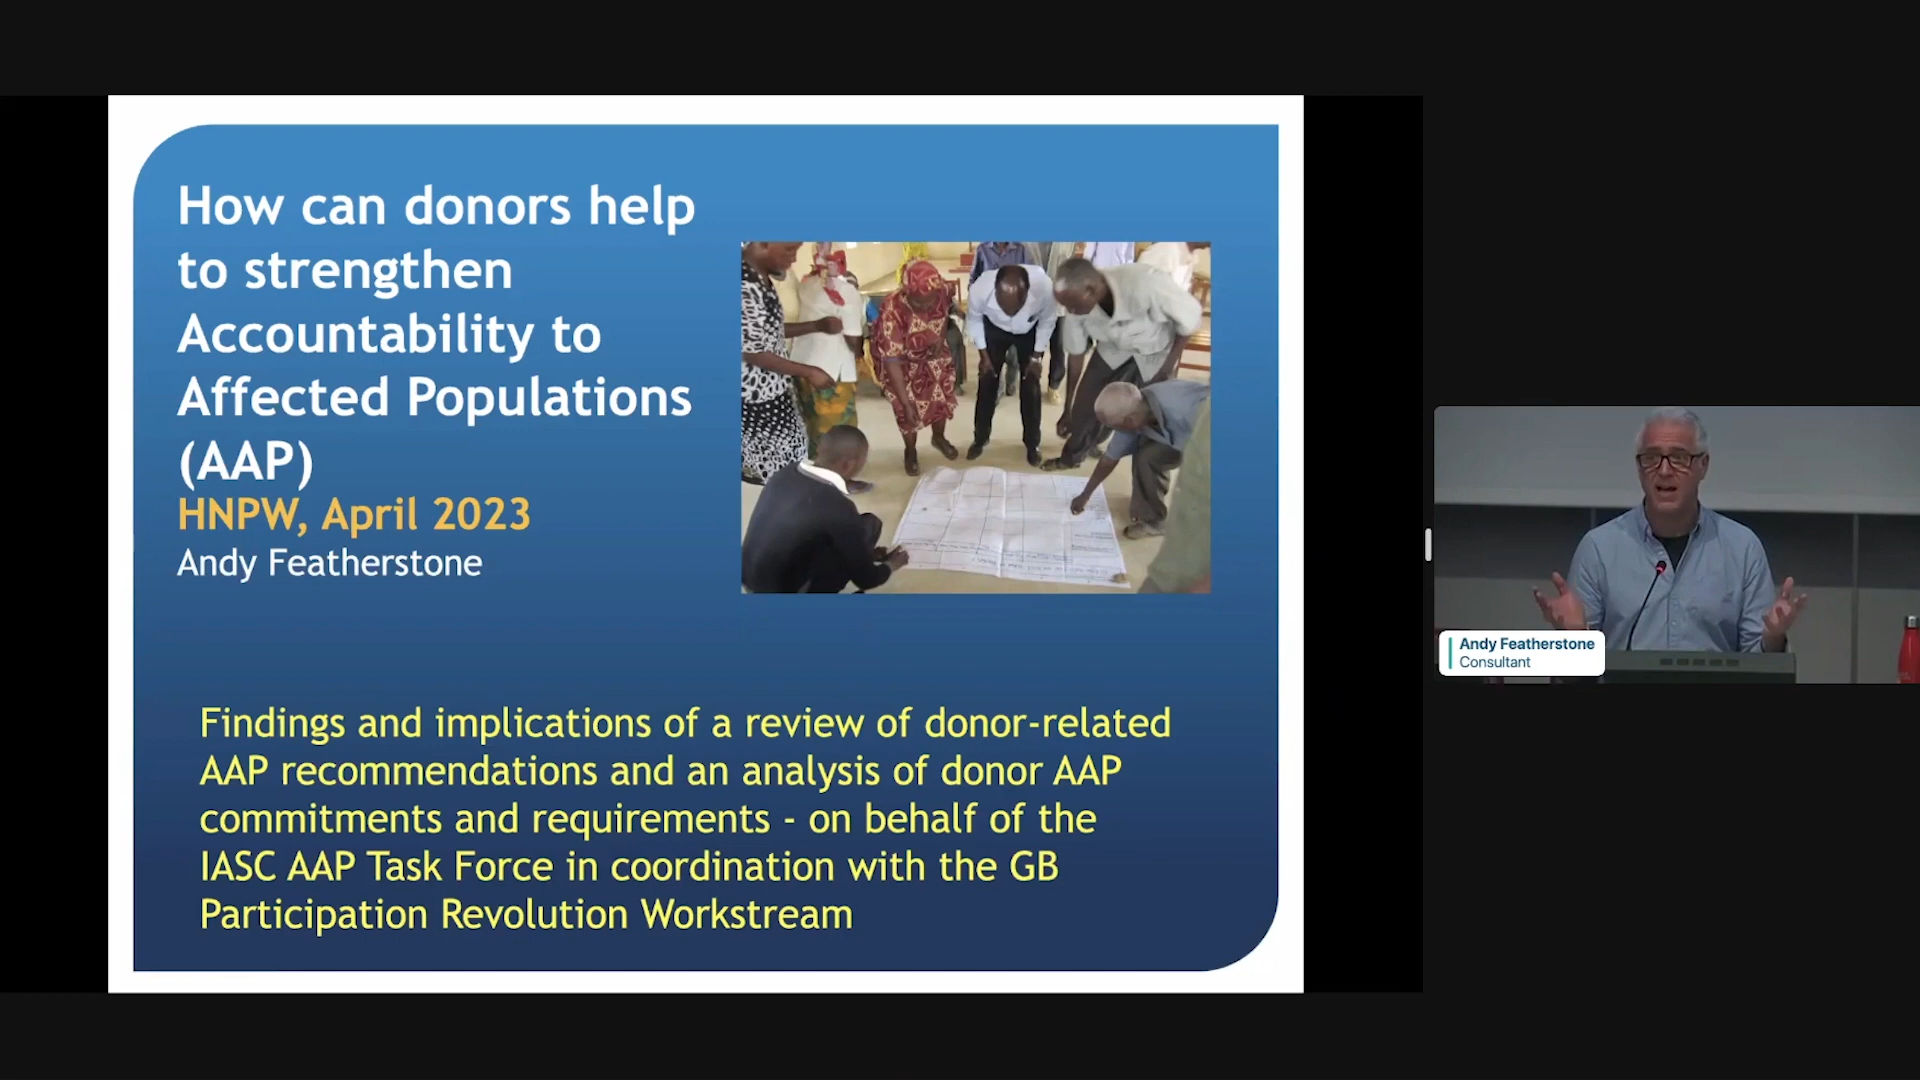 How can donors help
to strengthen
Accountability to
Affected Populations
(AAP)
HNPW, April 2023
Andy Featherstone
Findings and implications of a review of donor-related
AAP recommendations and an analysis of donor AAP
commitments and requirements - on behalf of the
IASC AAP Task Force in coordination with the GB
Participation Revolution Workstream
Andy Featherstone
Consultant